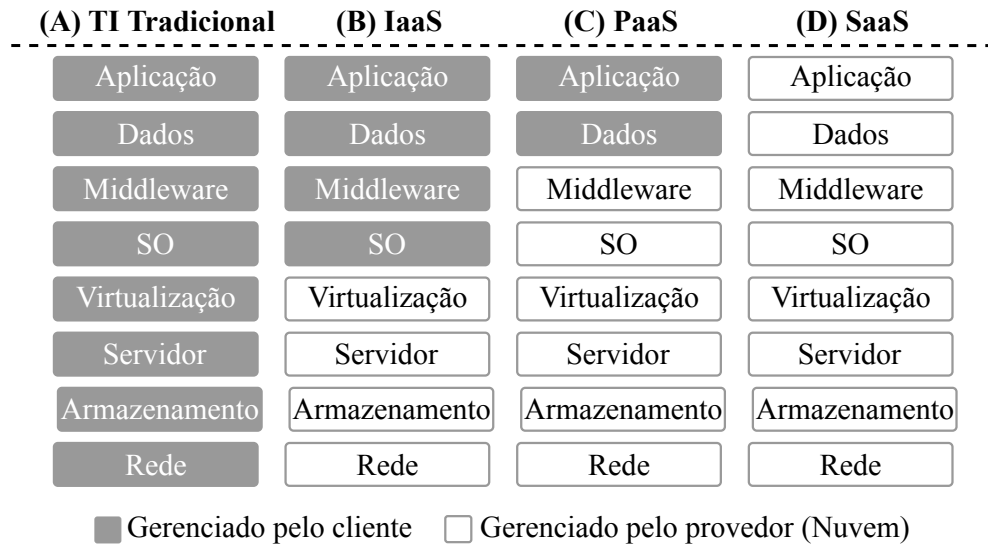 (A) TI Tradicional (B) IaaS (C) PaaS (D) SaaS
Aplicação Aplicação Aplicação Aplicação
Dados Dados Dados Dados
Middleware Middleware Middleware Middleware
SO SO SO SO
Virtualização Virtualização Virtualização Virtualização
Servidor Servidor Servidor Servidor
Armazenamento Armazenamento Armazenamento Armazenamento
Rede Rede Rede Rede
Gerenciado pelo cliente Gerenciado pelo provedor (Nuvem)